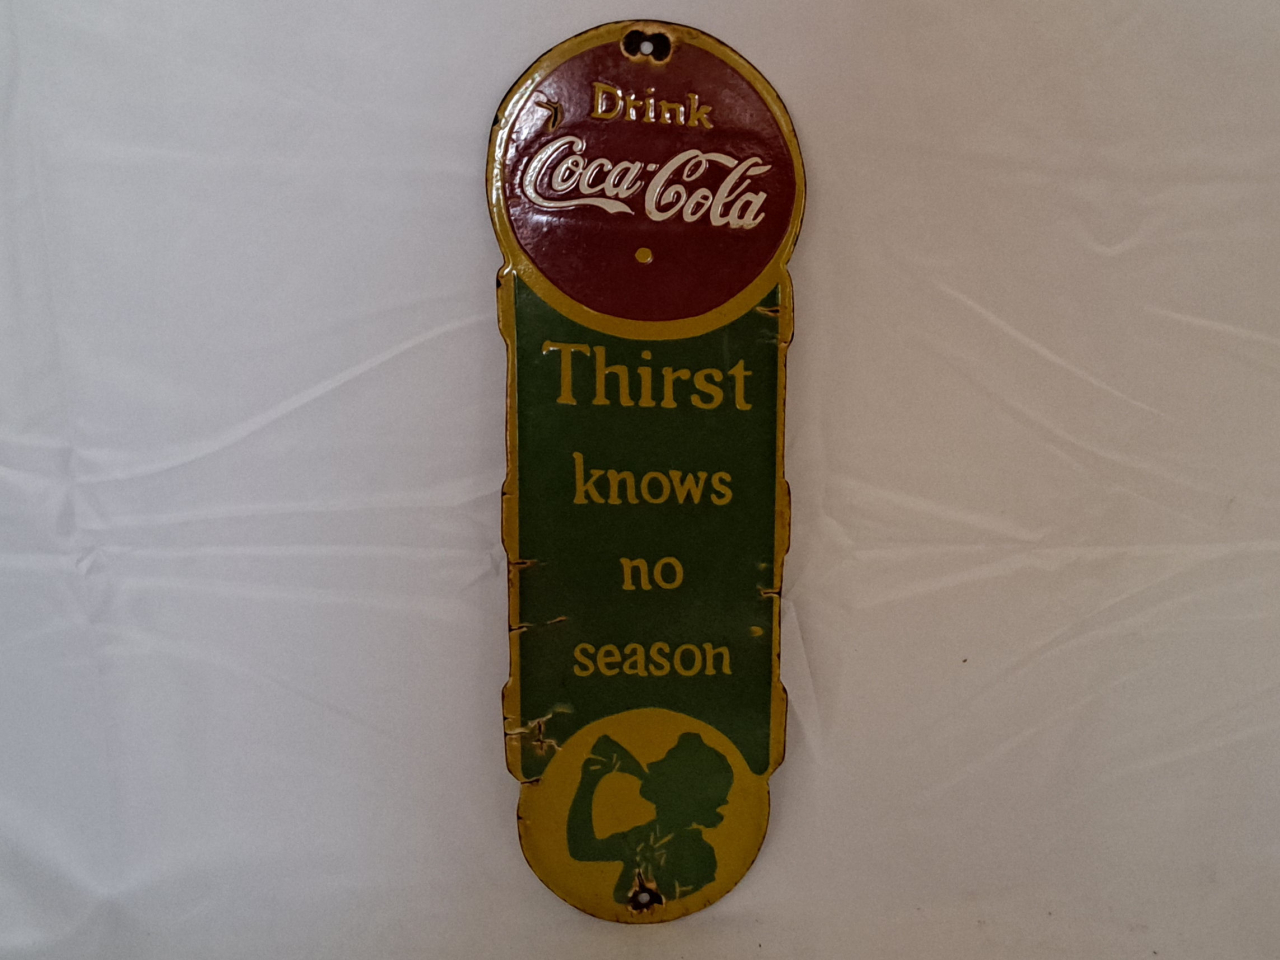 Drink
Coca-Cola
Thirst
knows
no
season